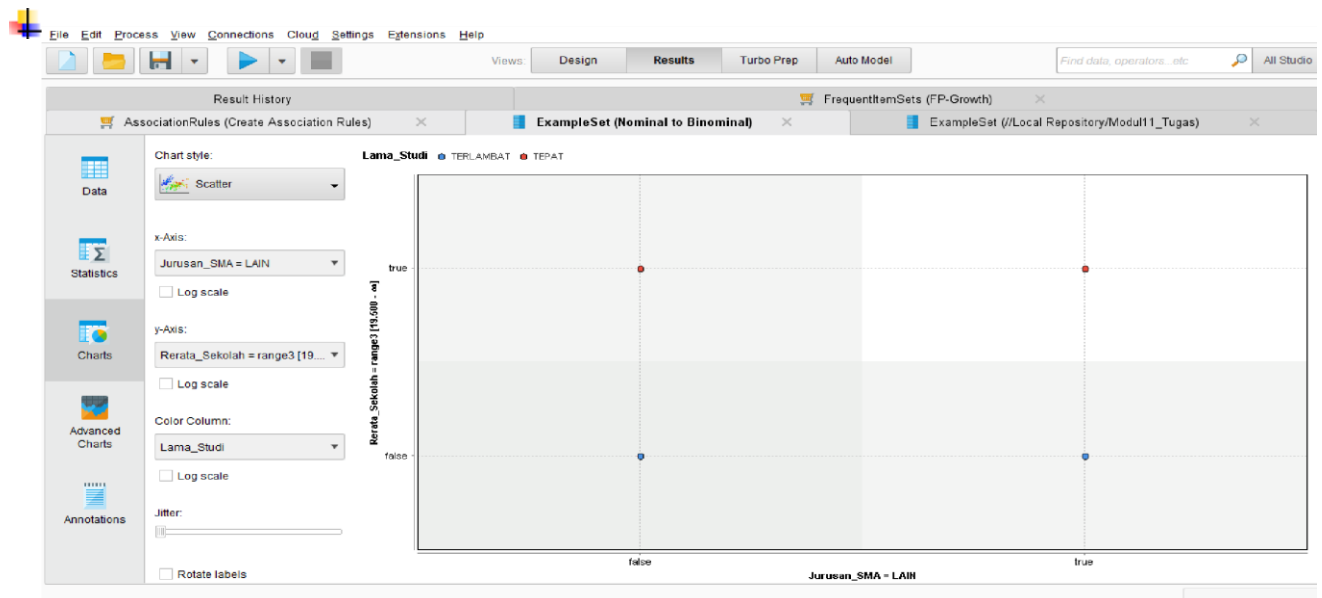 File Edit Process View Connections Cloud Settings Extensions Help
Views: Design Results Turbo Prep Auto Model Find data, operators...etc All Studio
Result History FrequentItemSets (FP-Growth)
AssociationRules (Create Association Rules) ExampleSet (Nominal to Binominal) ExampleSet (//Local Repository/Modul11_Tugas)
Data
Statistics
Charts
Advanced
Charts
Annotations
Chart style:
Scatter
x-Axis:
Jurusan_SMA = LAIN
Log scale
y-Axis:
Rerata_Sekolah = range3 [19....
Log scale
Color Column:
Lama_Studi
Log scale
Jitter:
Rotate labels
Lama_Studi TERLAMBAT TEPAT
Rerata_Sekolah = range3 [19.500 - ∞]
true
false
false true
Jurusan_SMA = LAIN